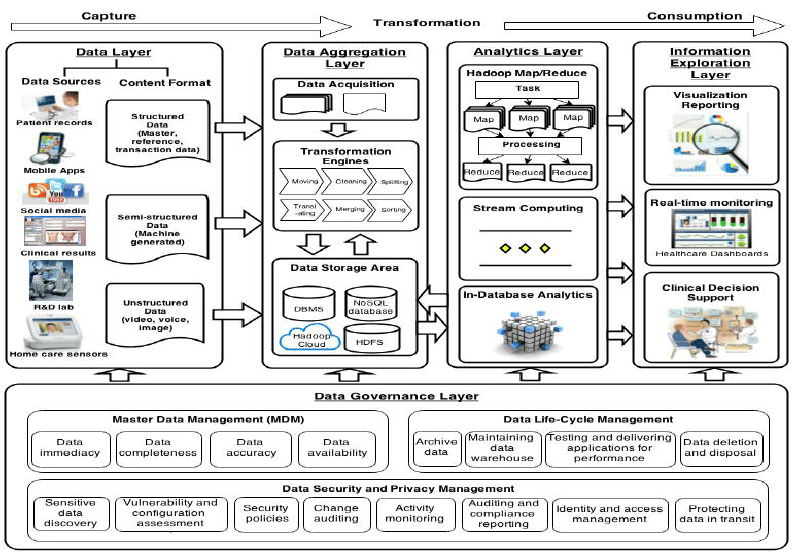 Capture
Transformation
Consumption
Data Layer
Data Sources
Content Format
Patient records
Mobile Apps
You
Tube
Social media
Clinical results
R&D lab
Home care sensors
Structured
Data
(Master,
reference,
transaction data)
Semi-structured
Data
(Machine
generated)
Unstructured
Data
(video, voice,
image)
Data Aggregation
Layer
Data Acquisition
Transformation
Engines
Moving
Cleaning
Splitting
Transl
-ating
Merging
Sorting
Data Storage Area
DBMS
NoSQL
database
Hadoop
Cloud
HDFS
Analytics Layer
Hadoop Map/Reduce
Task
Map
Map
Map
Processing
Reduce
Reduce
Reduce
Stream Computing
In-Database Analytics
Information
Exploration
Layer
Visualization
Reporting
Real-time monitoring
Healthcare Dashboards
Clinical Decision
Support
Data Governance Layer
Master Data Management (MDM)
Data
immediacy
Data
completeness
Data
accuracy
Data
availability
Data Life-Cycle Management
Archive
data
Maintaining
data
warehouse
Testing and delivering
applications for
performance
Data deletion
and disposal
Data Security and Privacy Management
Sensitive
data
discovery
Vulnerability and
configuration
assessment
Security
policies
Change
auditing
Activity
monitoring
Auditing and
compliance
reporting
Identity and access
management
Protecting
data in transit